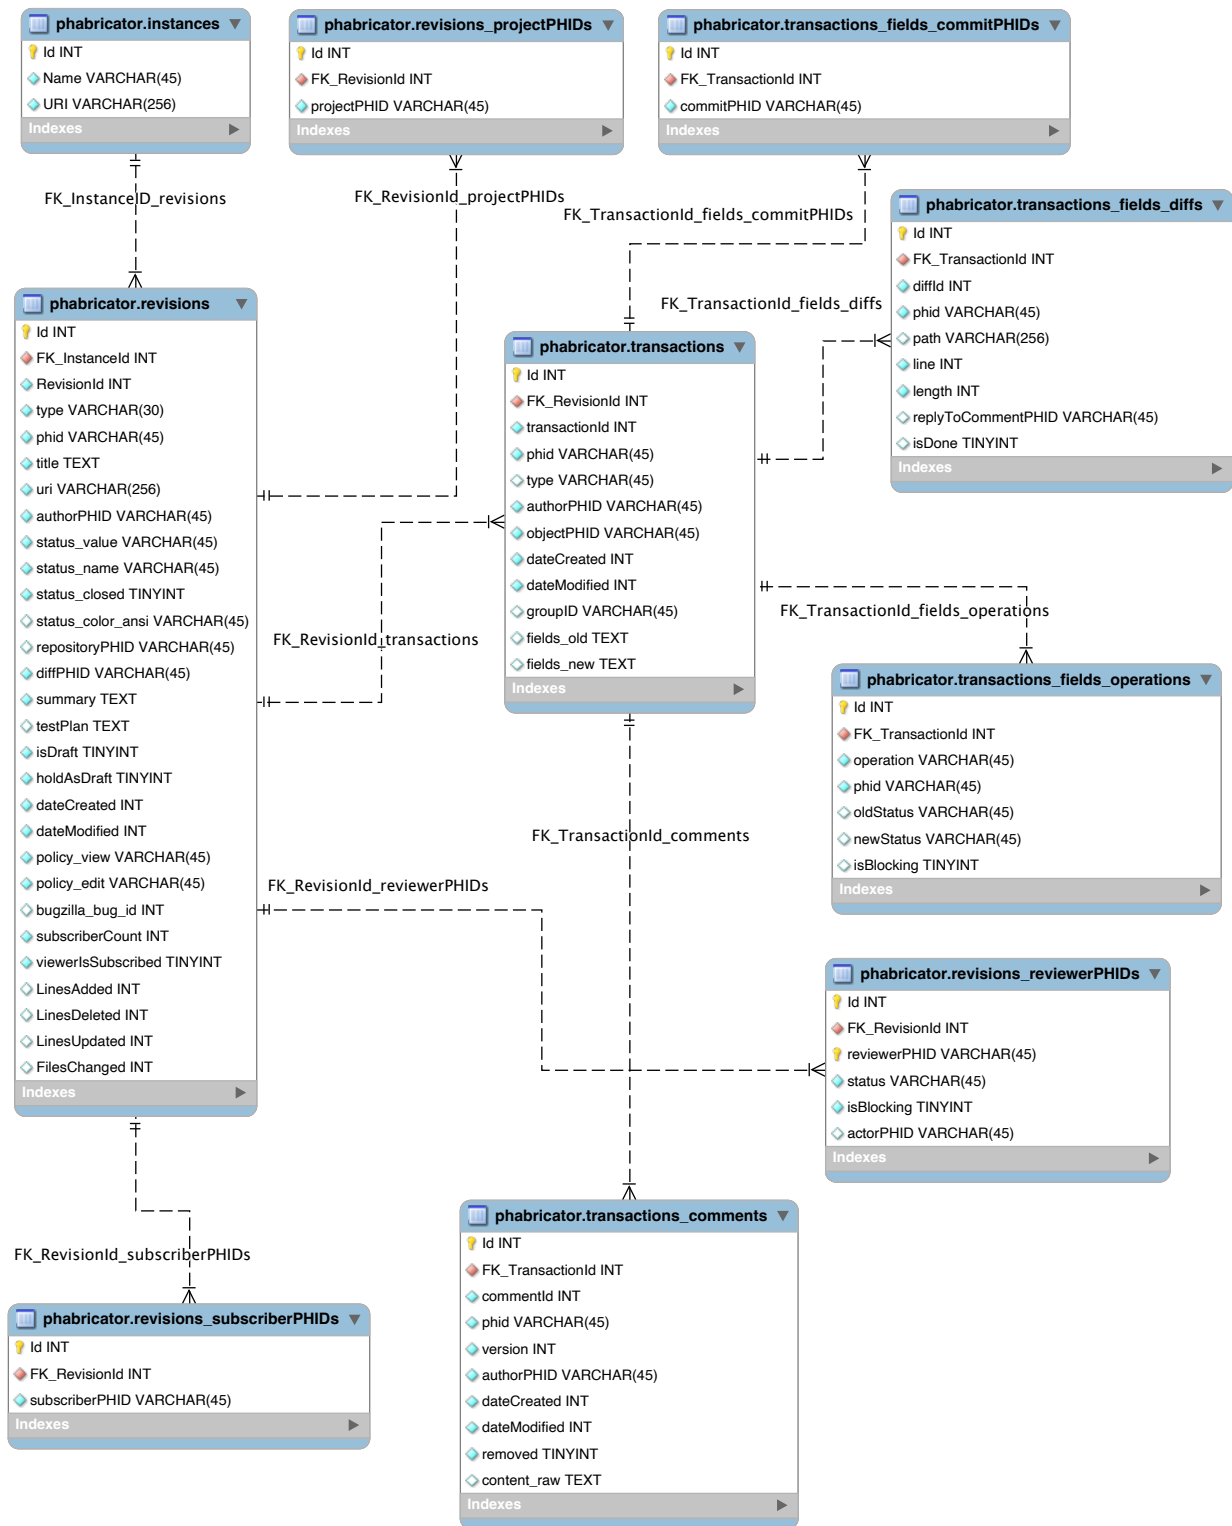 phabricator.instances
Id INT
Name VARCHAR(45)
URI VARCHAR(256)
Indexes
phabricator.revisions_projectPHIDs
Id INT
FK_RevisionId INT
projectPHID VARCHAR(45)
Indexes
phabricator.transactions_fields_commitPHIDs
Id INT
FK_TransactionId INT
commitPHID VARCHAR(45)
Indexes
FK_InstanceID_revisions
FK_RevisionId_projectPHIDs
FK_TransactionId_fields_commitPHIDs
phabricator.transactions_fields_diffs
Id INT
FK_TransactionId INT
diffId INT
phid VARCHAR(45)
path VARCHAR(256)
line INT
length INT
replyToCommentPHID VARCHAR(45)
isDone TINYINT
Indexes
FK_TransactionId_fields_diffs
phabricator.revisions
Id INT
FK_InstanceId INT
RevisionId INT
type VARCHAR(30)
phid VARCHAR(45)
title TEXT
uri VARCHAR(256)
authorPHID VARCHAR(45)
status_value VARCHAR(45)
status_name VARCHAR(45)
status_closed TINYINT
status_color_ansi VARCHAR(45)
repositoryPHID VARCHAR(45)
diffPHID VARCHAR(45)
summary TEXT
testPlan TEXT
isDraft TINYINT
holdAsDraft TINYINT
dateCreated INT
dateModified INT
policy_view VARCHAR(45)
policy_edit VARCHAR(45)
bugzilla_bug_id INT
subscriberCount INT
viewerIsSubscribed TINYINT
LinesAdded INT
LinesDeleted INT
LinesUpdated INT
FilesChanged INT
Indexes
phabricator.transactions
Id INT
FK_RevisionId INT
transactionId INT
phid VARCHAR(45)
type VARCHAR(45)
authorPHID VARCHAR(45)
objectPHID VARCHAR(45)
dateCreated INT
dateModified INT
groupID VARCHAR(45)
fields_old TEXT
fields_new TEXT
Indexes
FK_RevisionId_transactions
FK_TransactionId_fields_operations
phabricator.transactions_fields_operations
Id INT
FK_TransactionId INT
operation VARCHAR(45)
phid VARCHAR(45)
oldStatus VARCHAR(45)
newStatus VARCHAR(45)
isBlocking TINYINT
Indexes
FK_TransactionId_comments
FK_RevisionId_reviewerPHIDs
phabricator.revisions_reviewerPHIDs
Id INT
FK_RevisionId INT
reviewerPHID VARCHAR(45)
status VARCHAR(45)
isBlocking TINYINT
actorPHID VARCHAR(45)
Indexes
FK_RevisionId_subscriberPHIDs
phabricator.transactions_comments
Id INT
FK_TransactionId INT
commentId INT
phid VARCHAR(45)
version INT
authorPHID VARCHAR(45)
dateCreated INT
dateModified INT
removed TINYINT
content_raw TEXT
Indexes
phabricator.revisions_subscriberPHIDs
Id INT
FK_RevisionId INT
subscriberPHID VARCHAR(45)
Indexes